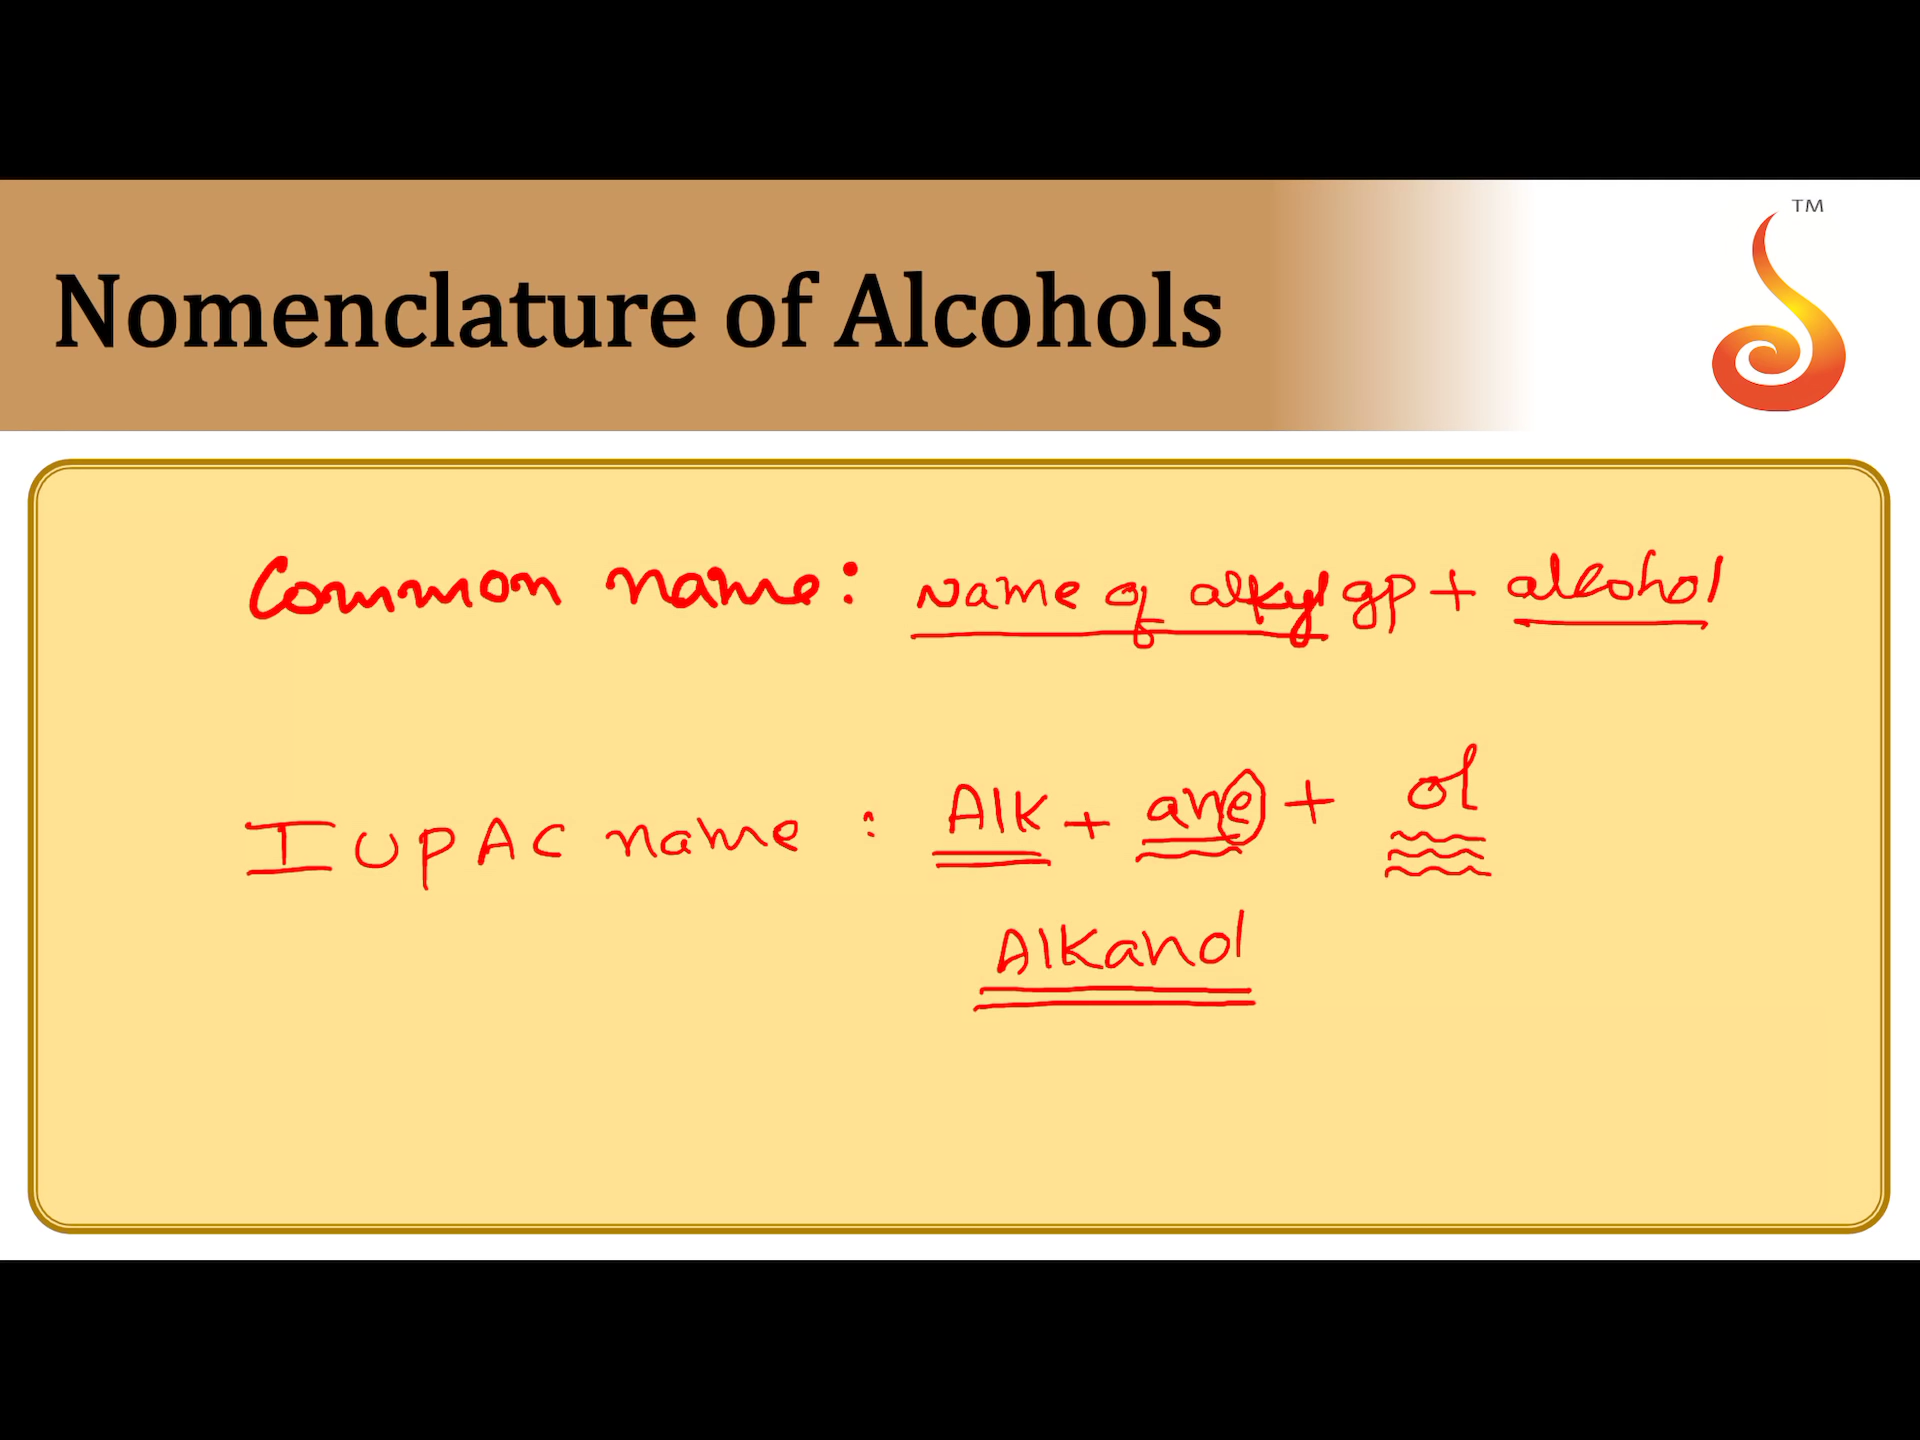 TM
Nomenclature of Alcohols
Common name: Name of alkyl gp + alcohol
IUPAC name : Alk + ane + ol
Alkanol